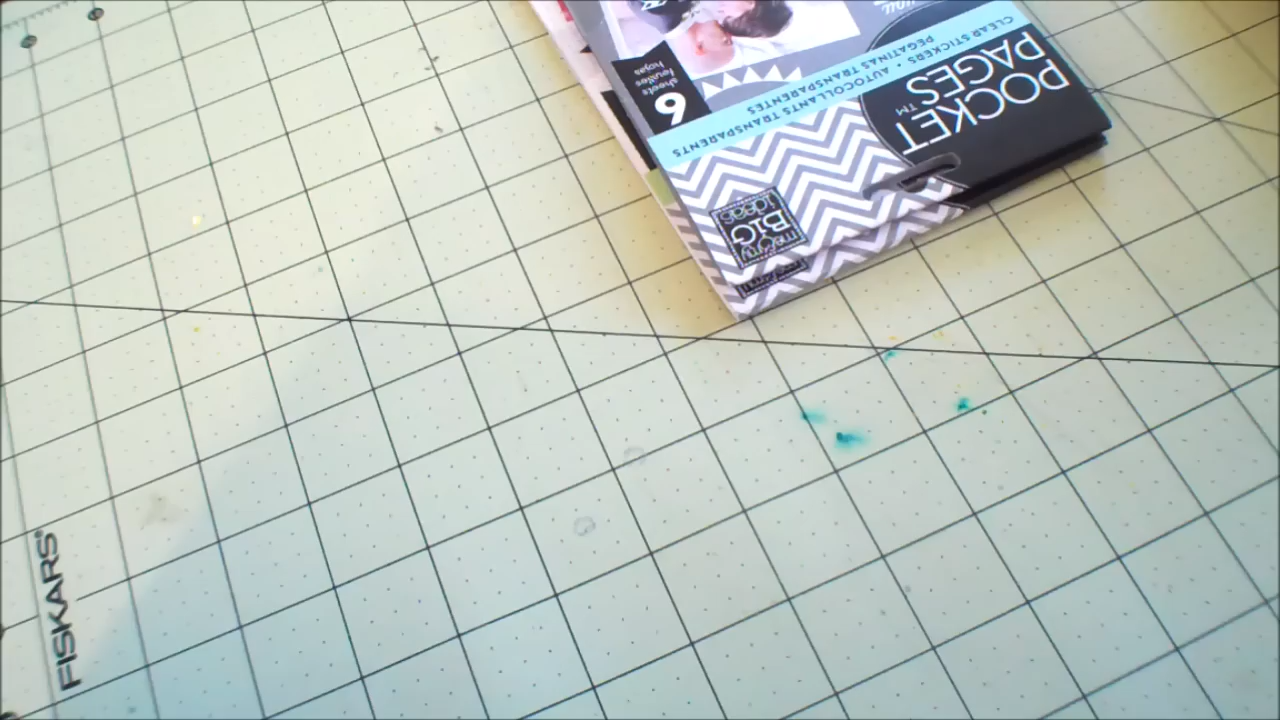 POCKET
PAGES™
CLEAR STICKERS • AUTOCOLLANTS TRANSPARENTS
PEGATINAS TRANSPARENTES
6
sheets
feuilles
hojas
me & my
BiG
ideas
FISKARS®